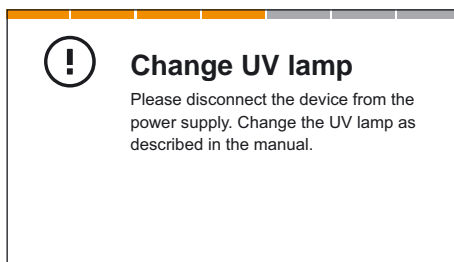 Change UV lamp
Please disconnect the device from the
power supply. Change the UV lamp as
described in the manual.